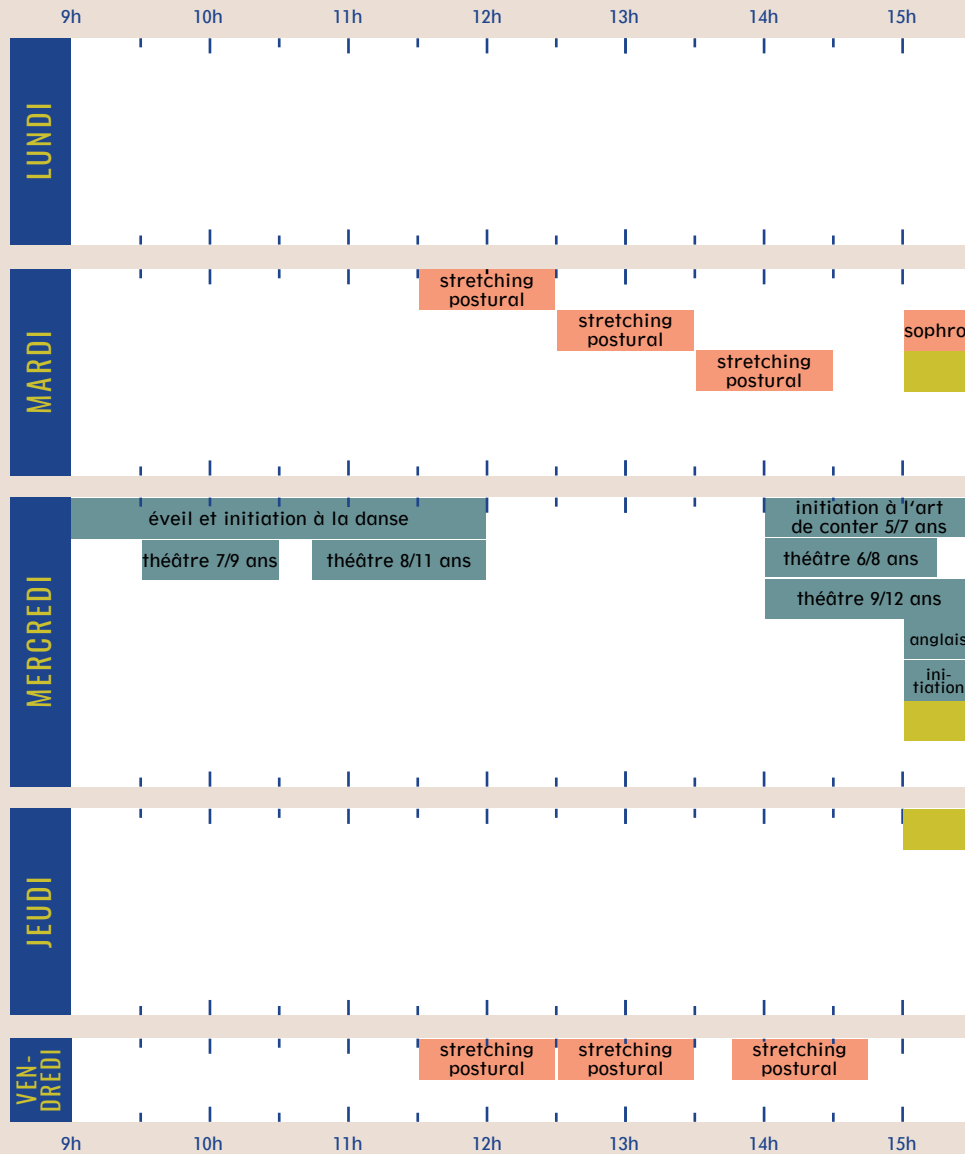 9h 10h 11h 12h 13h 14h 15h
LUNDI
MARDI
stretching
postural
stretching
postural
stretching
postural
sophro
MERCREDI
éveil et initiation à la danse
théâtre 7/9 ans
théâtre 8/11 ans
initiation à l'art
de conter 5/7 ans
théâtre 6/8 ans
théâtre 9/12 ans
anglais
ini-
tiation
JEUDI
VEN-
DREDI
stretching
postural
stretching
postural
stretching
postural
9h 10h 11h 12h 13h 14h 15h